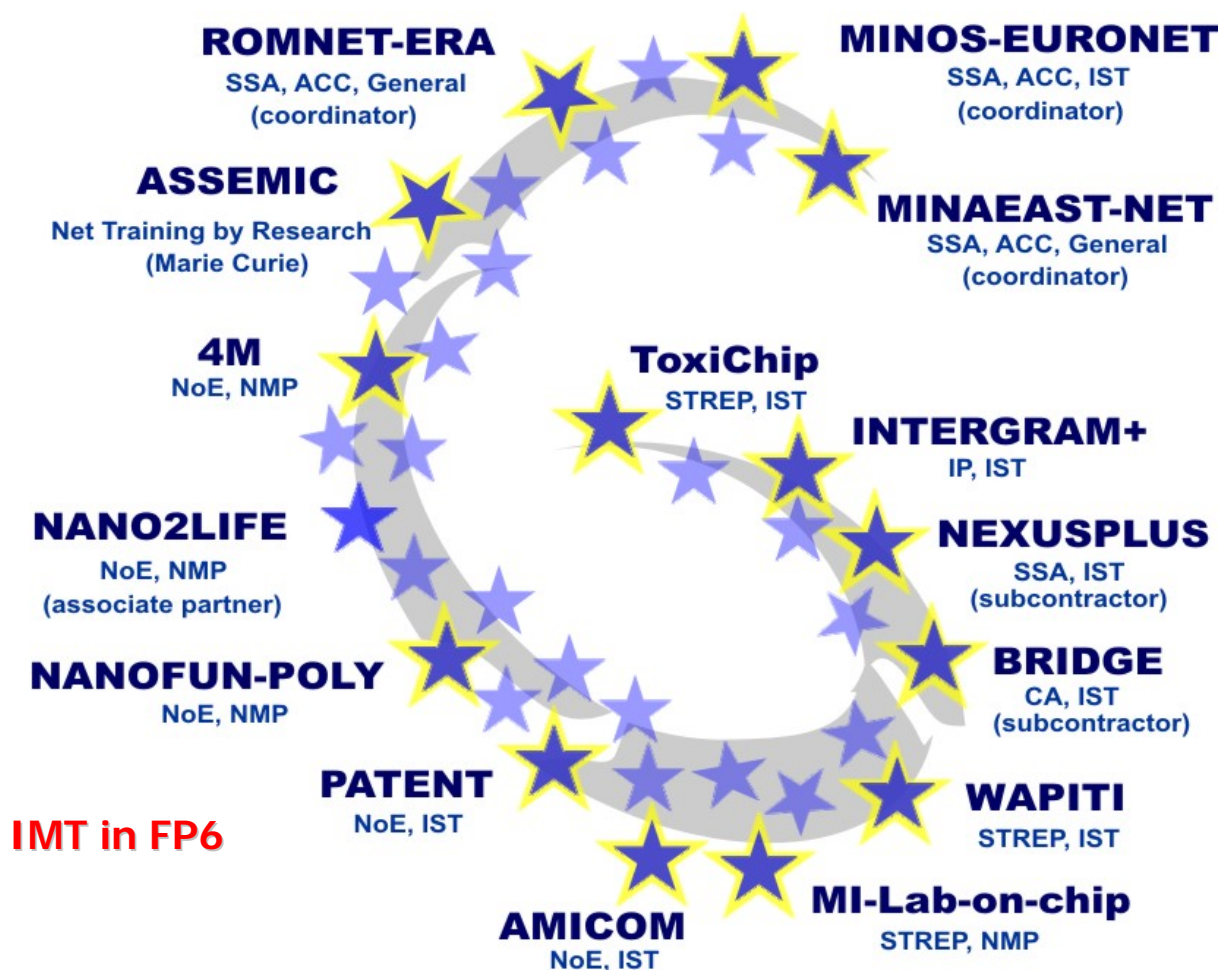 ROMNET-ERA
SSA, ACC, General
(coordinator)
MINOS-EURONET
SSA, ACC, IST
(coordinator)
ASSEMIC
Net Training by Research
(Marie Curie)
MINAEAST-NET
SSA, ACC, General
(coordinator)
4M
NoE, NMP
ToxiChip
STREP, IST
INTERGRAM+
IP, IST
NANO2LIFE
NoE, NMP
(associate partner)
NEXUSPLUS
SSA, IST
(subcontractor)
NANOFUN-POLY
NoE, NMP
BRIDGE
CA, IST
(subcontractor)
PATENT
NoE, IST
WAPITI
STREP, IST
IMT in FP6
AMICOM
NoE, IST
MI-Lab-on-chip
STREP, NMP